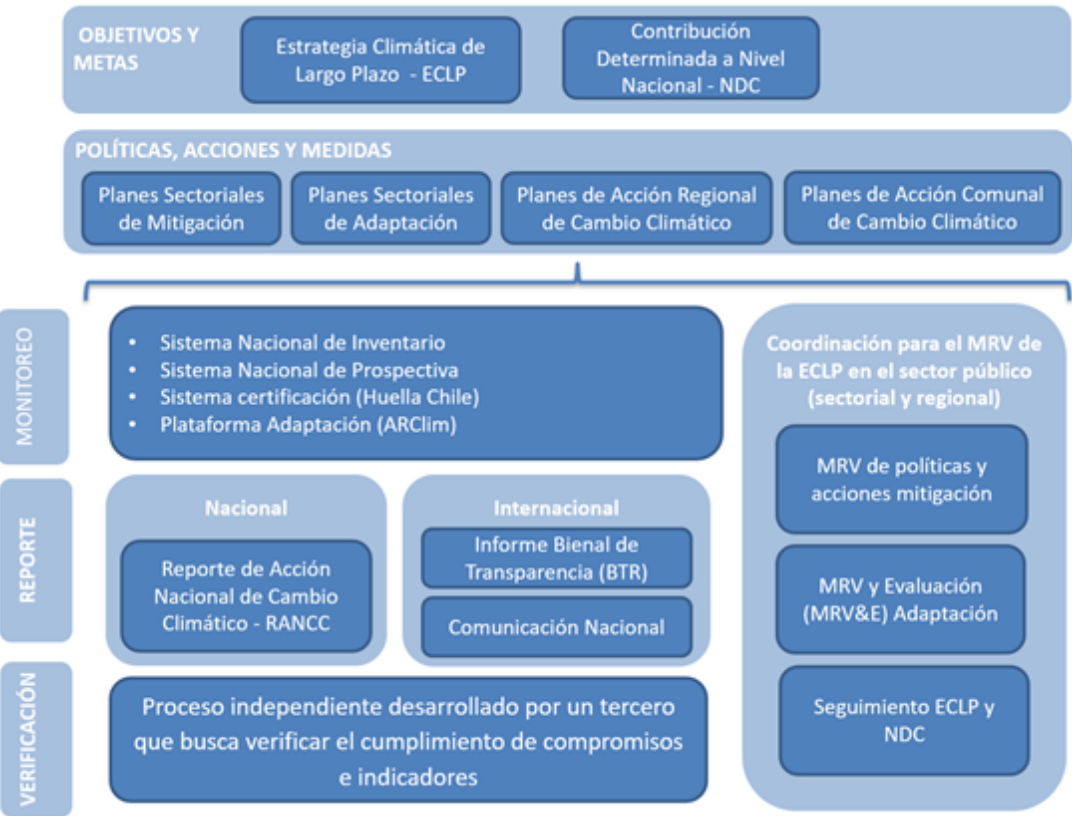 OBJETIVOS Y
METAS
Estrategia Climática de
Largo Plazo - ECLP
Contribución
Determinada a Nivel
Nacional - NDC
POLÍTICAS, ACCIONES Y MEDIDAS
Planes Sectoriales
de Mitigación
Planes Sectoriales
de Adaptación
Planes de Acción Regional
de Cambio Climático
Planes de Acción Comunal
de Cambio Climático
MONITOREO
• Sistema Nacional de Inventario
• Sistema Nacional de Prospectiva
• Sistema certificación (Huella Chile)
• Plataforma Adaptación (ARClim)
REPORTE
Nacional
Reporte de Acción
Nacional de Cambio
Climático - RANCC
Internacional
Informe Bienal de
Transparencia (BTR)
Comunicación Nacional
VERIFICACIÓN
Proceso independiente desarrollado por un tercero
que busca verificar el cumplimiento de compromisos
e indicadores
Coordinación para el MRV de
la ECLP en el sector público
(sectorial y regional)
MRV de políticas y
acciones mitigación
MRV y Evaluación
(MRV&E) Adaptación
Seguimiento ECLP y
NDC